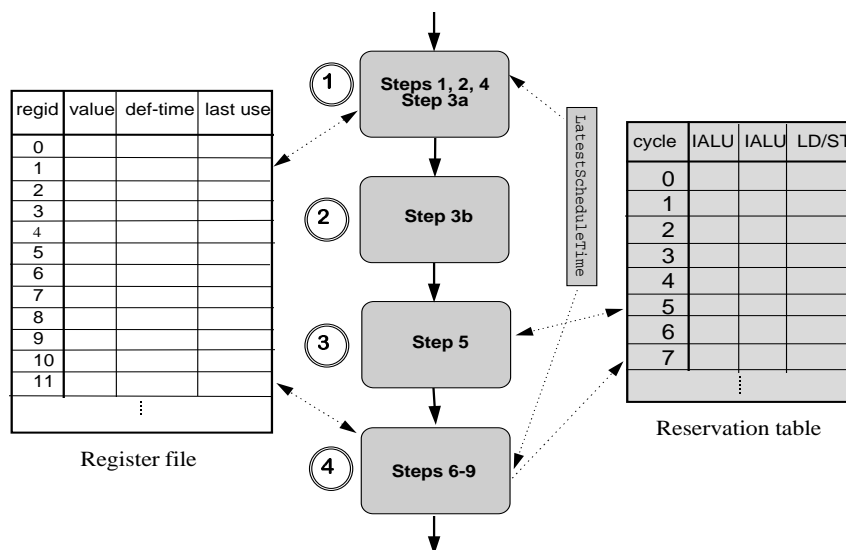 1
Steps 1, 2, 4
Step 3a
regid value def-time last use
0
1
2
3
4
5
6
7
8
9
10
11
Register file
2
Step 3b
LatestScheduleTime
3
Step 5
4
Steps 6-9
cycle IALU IALU LD/ST
0
1
2
3
4
5
6
7
Reservation table